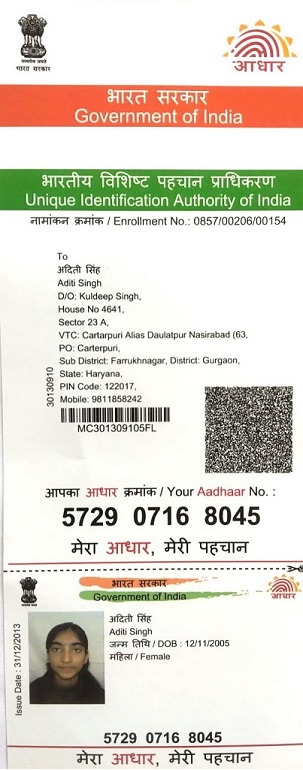 सत्यमेव जयते
भारत सरकार
आधार
भारत सरकार
Government of India
भारतीय विशिष्ट पहचान प्राधिकरण
Unique Identification Authority of India
नामांकन क्रमांक / Enrollment No.: 0857/00206/00154
To
अदिती सिंह
Aditi Singh
D/O: Kuldeep Singh,
House No 4641,
Sector 23 A,
VTC: Cartarpuri Alias Daulatpur Nasirabad (63,
PO: Carterpuri,
Sub District: Farrukhnagar, District: Gurgaon,
State: Haryana,
PIN Code: 122017,
Mobile: 9811858242
30130910
MC301309105FL
आपका आधार क्रमांक / Your Aadhaar No. :
5729 0716 8045
मेरा आधार, मेरी पहचान
भारत सरकार
Government of India
आधार
Issue Date : 31/12/2013
अदिती सिंह
Aditi Singh
जन्म तिथि / DOB : 12/11/2005
महिला / Female
5729 0716 8045
मेरा आधार, मेरी पहचान